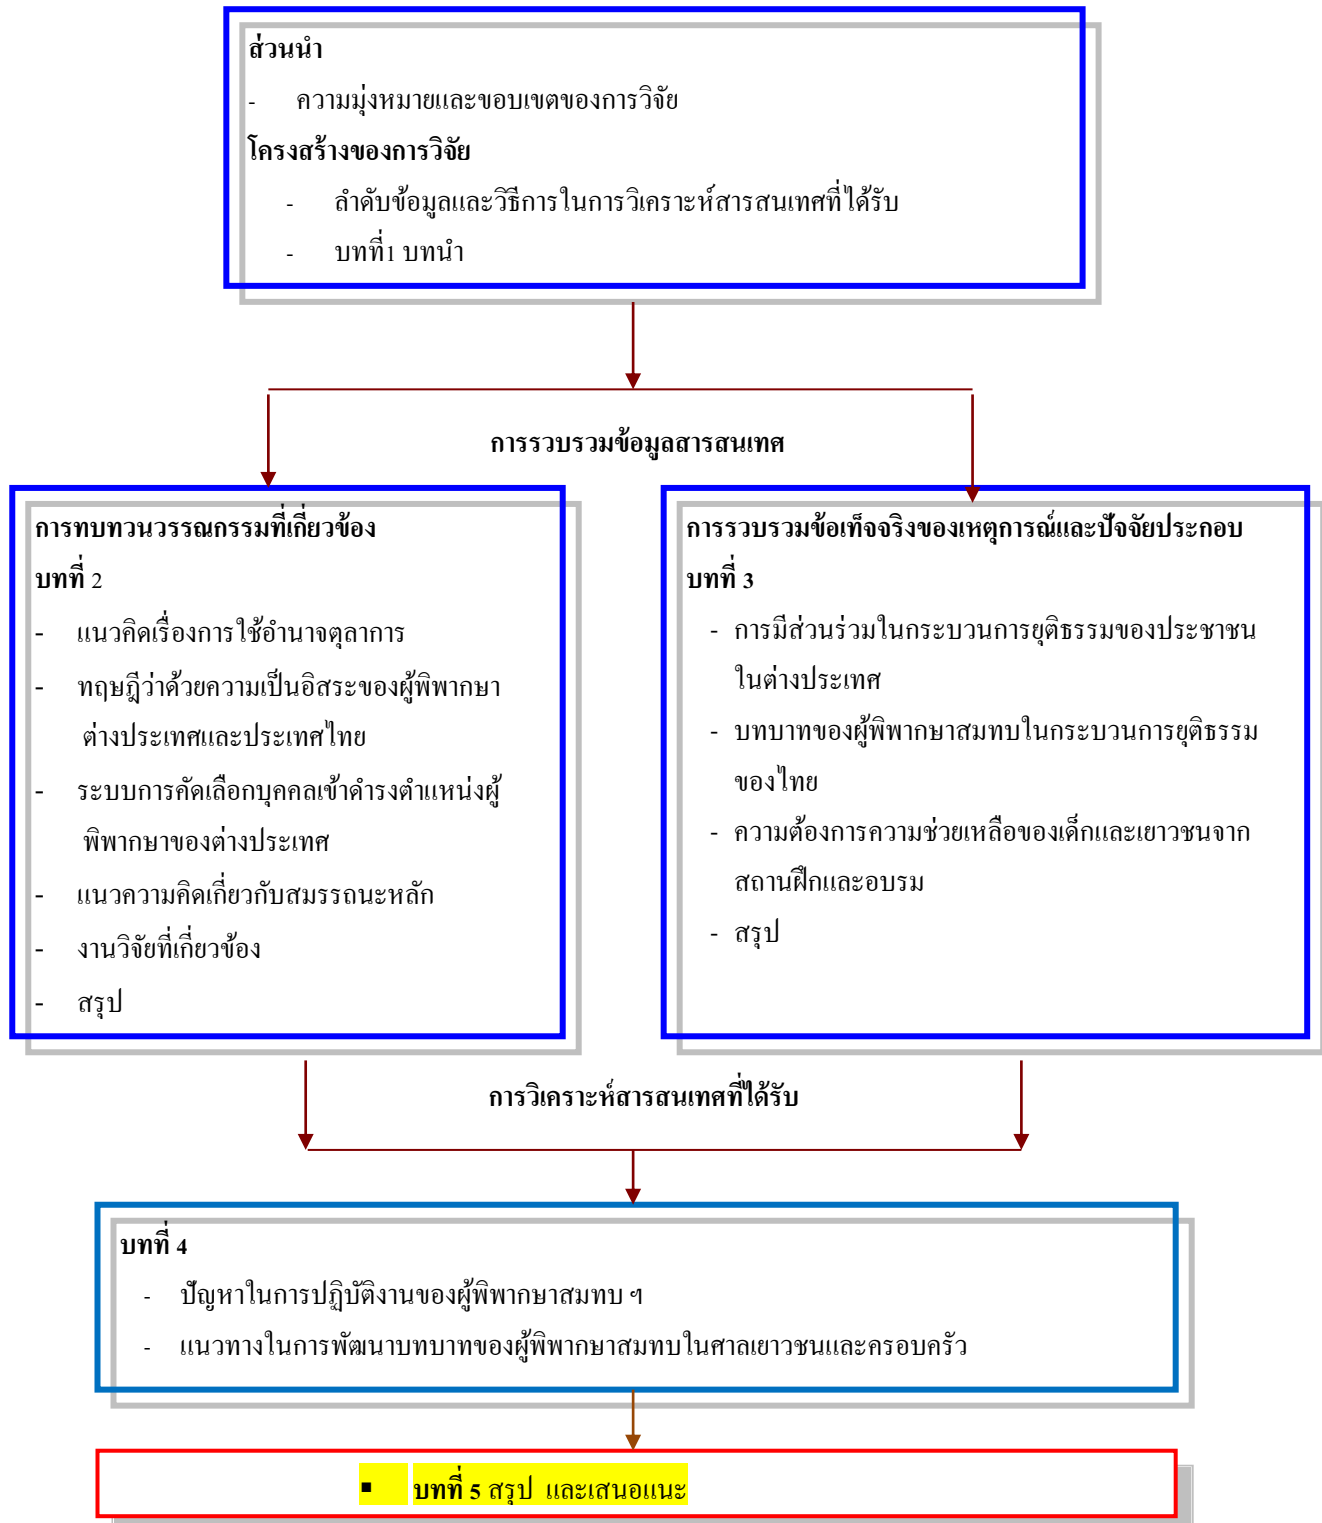 ส่วนนำ
- ความมุ่งหมายและขอบเขตของการวิจัย
โครงสร้างของการวิจัย
- ลำดับข้อมูลและวิธีการในการวิเคราะห์สารสนเทศที่ได้รับ
- บทที่1 บทนำ
การรวบรวมข้อมูลสารสนเทศ
การทบทวนวรรณกรรมที่เกี่ยวข้อง
บทที่ 2
- แนวคิดเรื่องการใช้อำนาจตุลาการ
- ทฤษฎีว่าด้วยความเป็นอิสระของผู้พิพากษา
ต่างประเทศและประเทศไทย
- ระบบการคัดเลือกบุคคลเข้าดำรงตำแหน่งผู้
พิพากษาของต่างประเทศ
- แนวความคิดเกี่ยวกับสมรรถนะหลัก
- งานวิจัยที่เกี่ยวข้อง
- สรุป
การรวบรวมข้อเท็จจริงของเหตุการณ์และปัจจัยประกอบ
บทที่ 3
- การมีส่วนร่วมในกระบวนการยุติธรรมของประชาชน
ในต่างประเทศ
- บทบาทของผู้พิพากษาสมทบในกระบวนการยุติธรรม
ของไทย
- ความต้องการความช่วยเหลือของเด็กและเยาวชนจาก
สถานฝึกและอบรม
- สรุป
การวิเคราะห์สารสนเทศที่ได้รับ
บทที่ 4
- ปัญหาในการปฏิบัติงานของผู้พิพากษาสมทบ ฯ
- แนวทางในการพัฒนาบทบาทของผู้พิพากษาสมทบในศาลเยาวชนและครอบครัว
▪ บทที่ 5 สรุป และเสนอแนะ